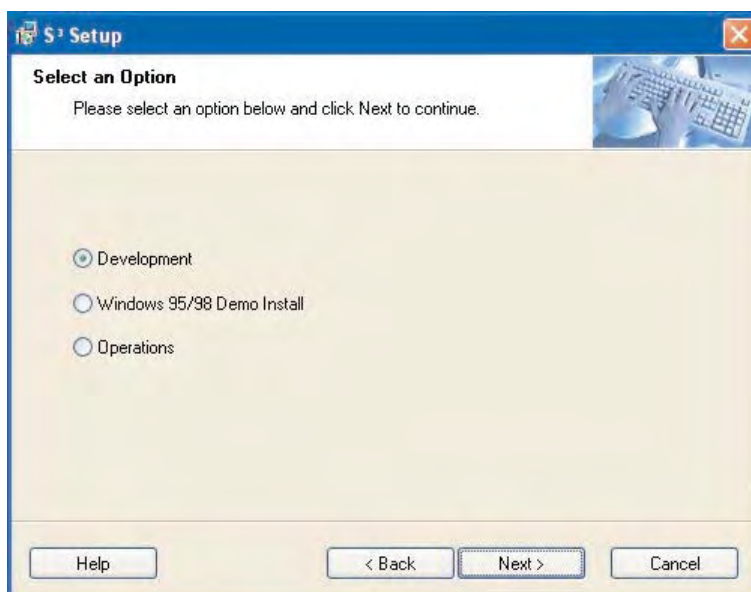 S³ Setup
Select an Option
Please select an option below and click Next to continue.
Development
Windows 95/98 Demo Install
Operations
Help
< Back
Next >
Cancel